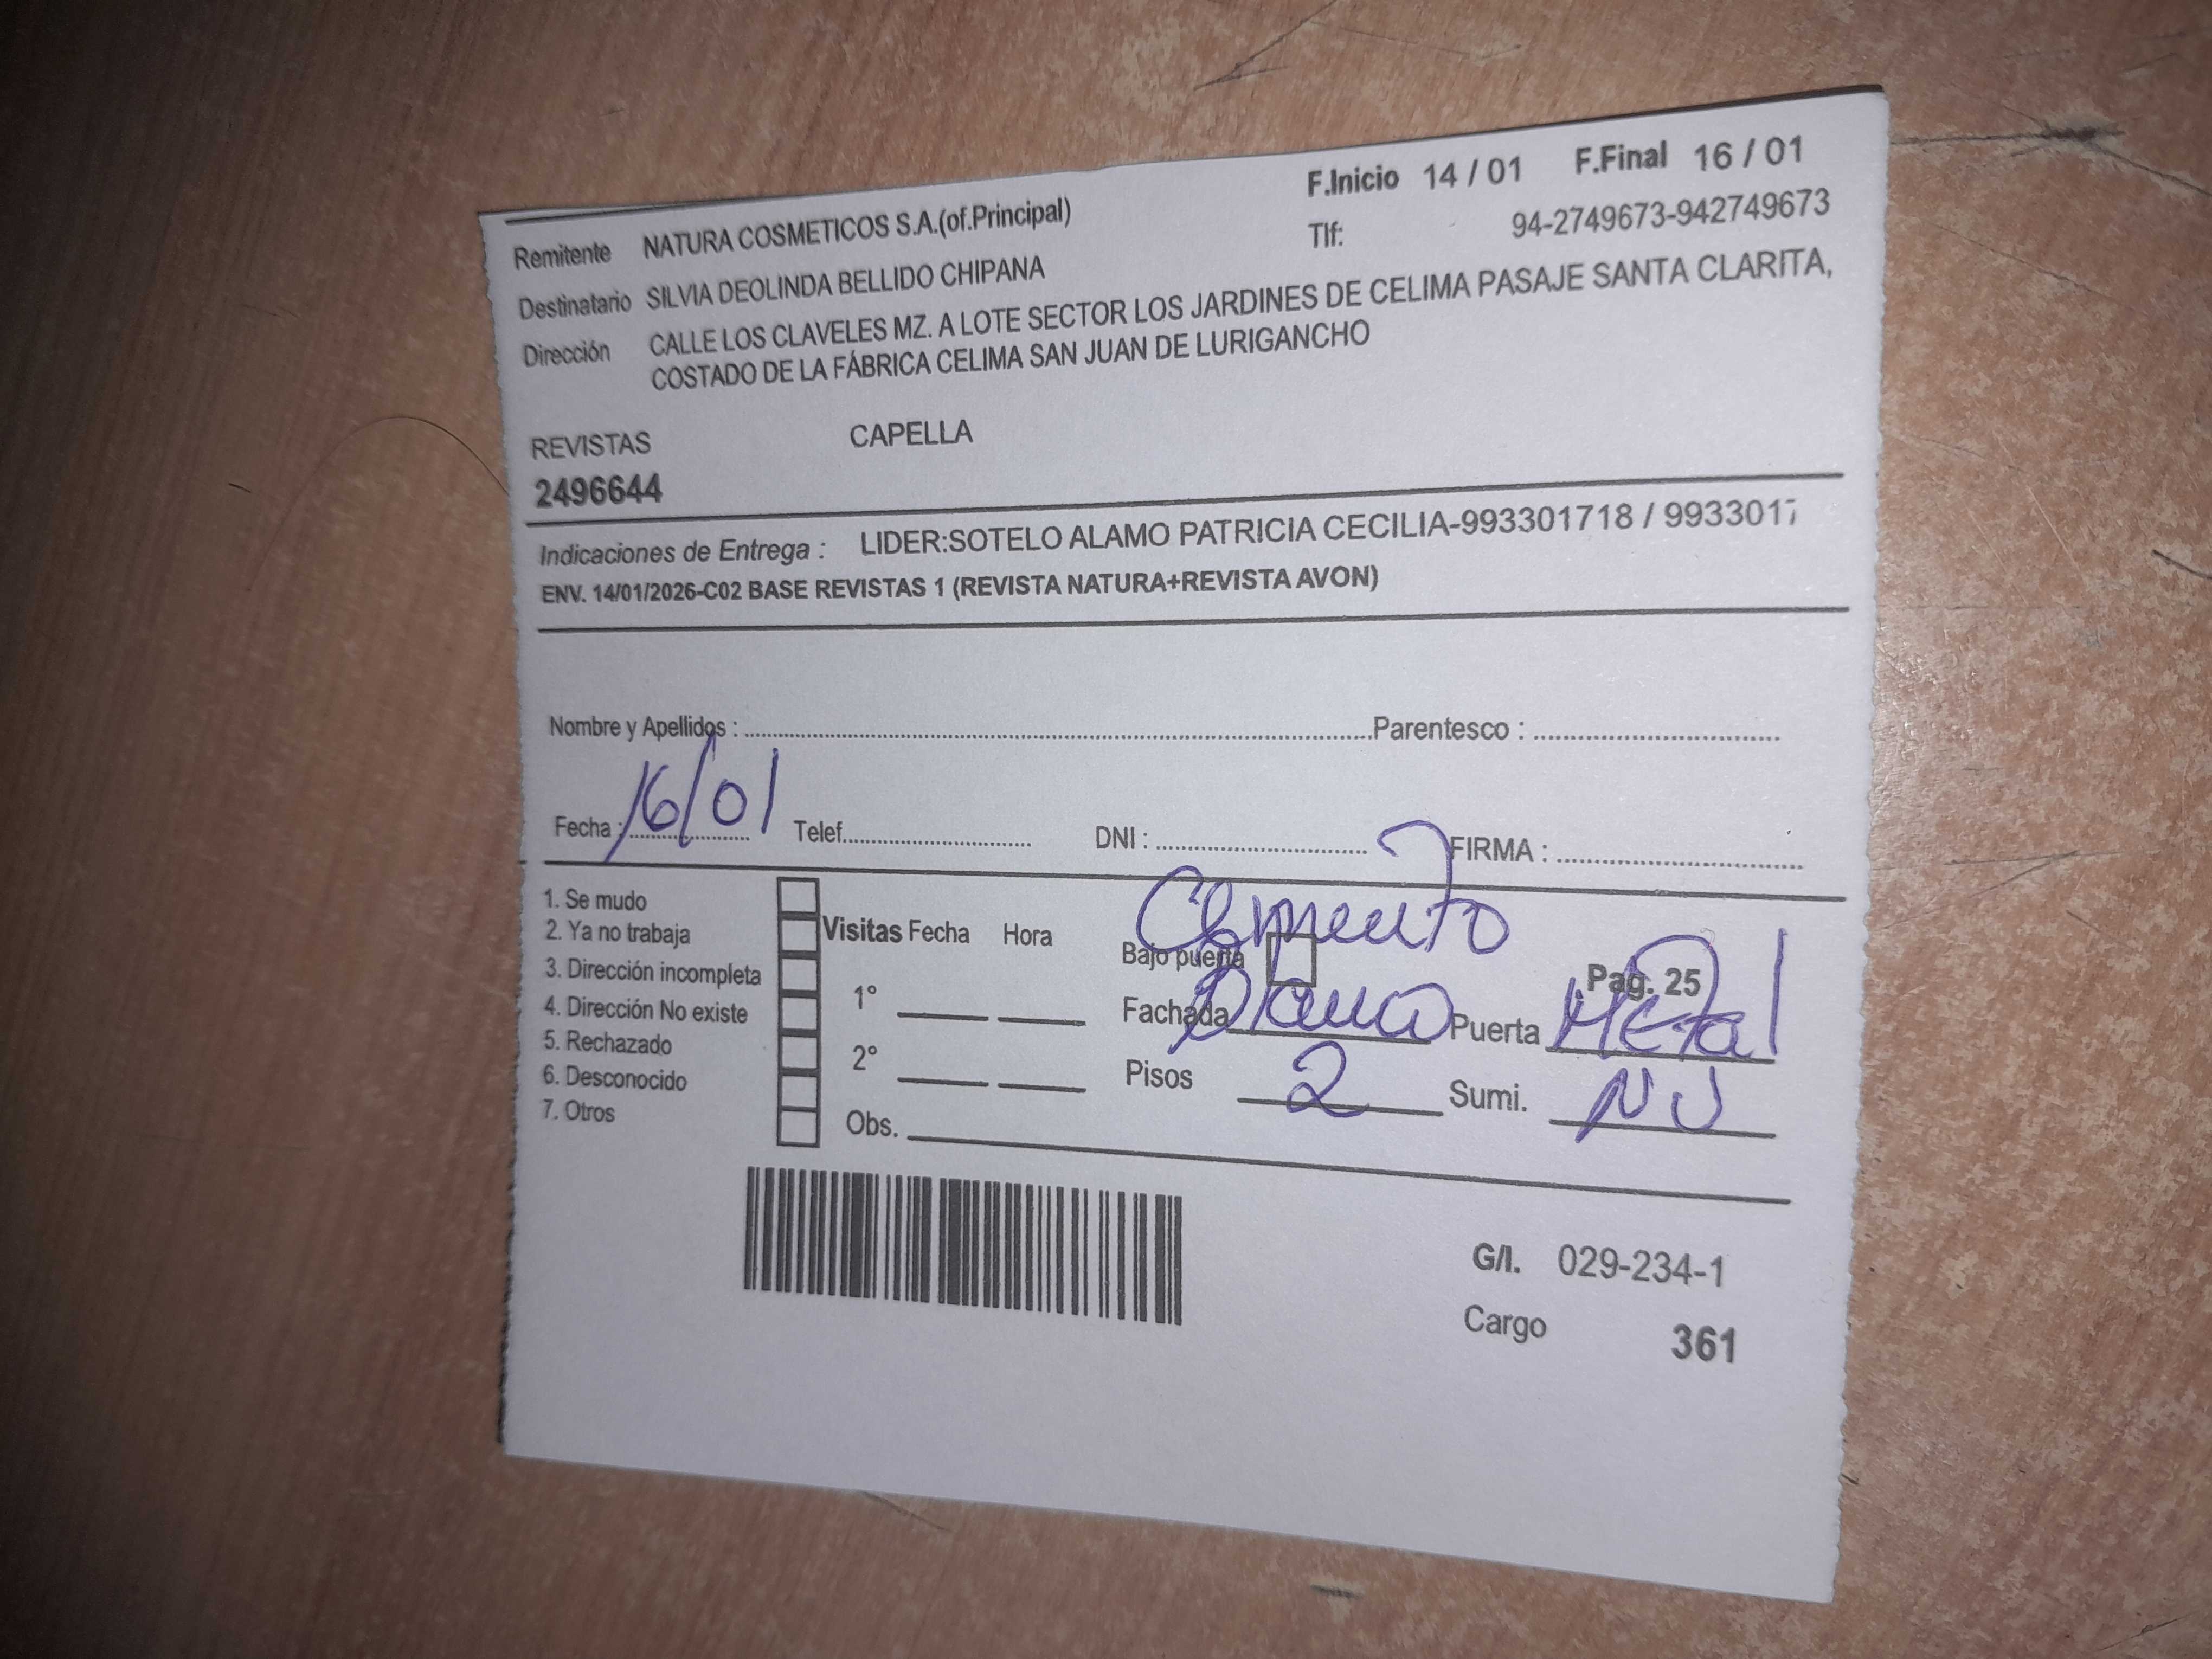 F.Inicio 14 / 01 F.Final 16 / 01
Remitente NATURA COSMETICOS S.A.(of.Principal) Tlf: 94-2749673-942749673
Destinatario SILVIA DEOLINDA BELLIDO CHIPANA
Dirección CALLE LOS CLAVELES MZ. A LOTE SECTOR LOS JARDINES DE CELIMA PASAJE SANTA CLARITA,
COSTADO DE LA FÁBRICA CELIMA SAN JUAN DE LURIGANCHO
REVISTAS CAPELLA
2496644
Indicaciones de Entrega : LIDER:SOTELO ALAMO PATRICIA CECILIA-993301718 / 9933017
ENV. 14/01/2026-C02 BASE REVISTAS 1 (REVISTA NATURA+REVISTA AVON)
Nombre y Apellidos : Parentesco :
Fecha : 16/01 Telef. DNI : FIRMA :
1. Se mudo
2. Ya no trabaja
3. Dirección incompleta
4. Dirección No existe
5. Rechazado
6. Desconocido
7. Otros
Visitas Fecha Hora
1°
2°
Obs.
Cemento
Bajo puerta Pag. 25
Fachada Blanco Puerta Metal
Pisos 2 Sumi.
G/I. 029-234-1
Cargo 361